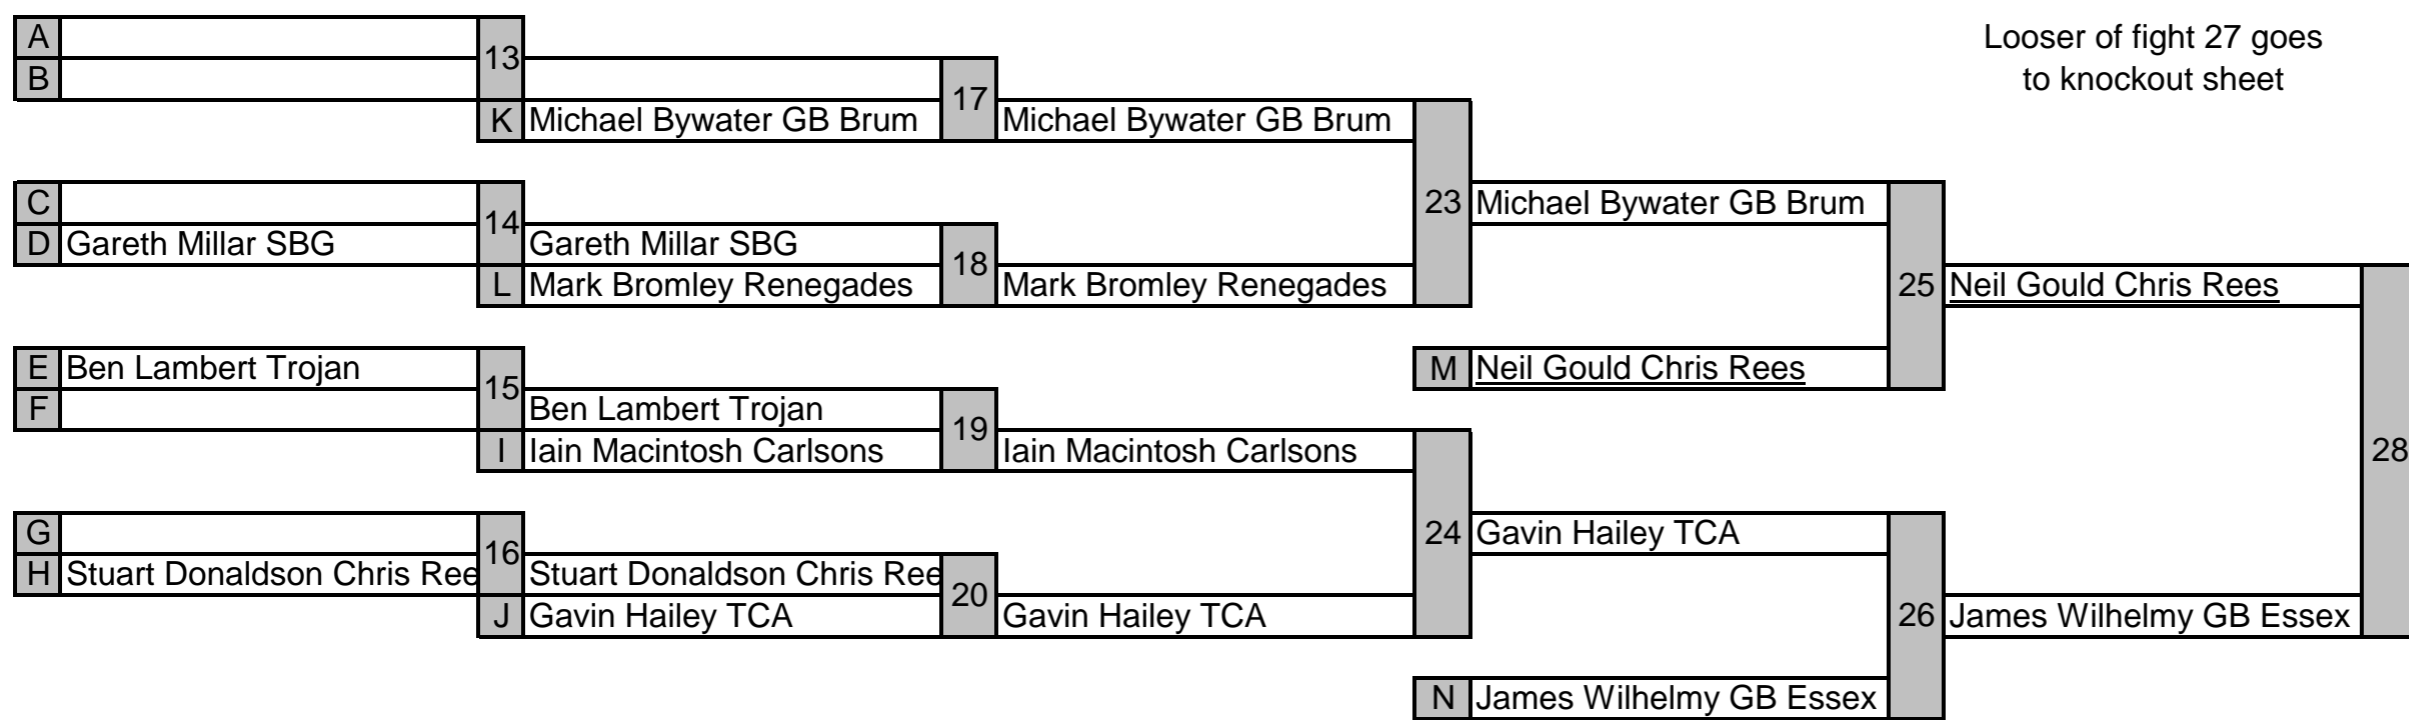 A
B
13
K Michael Bywater GB Brum
17
Michael Bywater GB Brum
Looser of fight 27 goes
to knockout sheet
C
D Gareth Millar SBG
14
Gareth Millar SBG
L Mark Bromley Renegades
18
Mark Bromley Renegades
23
Michael Bywater GB Brum
E Ben Lambert Trojan
F
15
Ben Lambert Trojan
I Iain Macintosh Carlsons
19
Iain Macintosh Carlsons
M Neil Gould Chris Rees
25
Neil Gould Chris Rees
G
H Stuart Donaldson Chris Ree
16
Stuart Donaldson Chris Ree
J Gavin Hailey TCA
20
Gavin Hailey TCA
24
Gavin Hailey TCA
N James Wilhelmy GB Essex
26
James Wilhelmy GB Essex
28